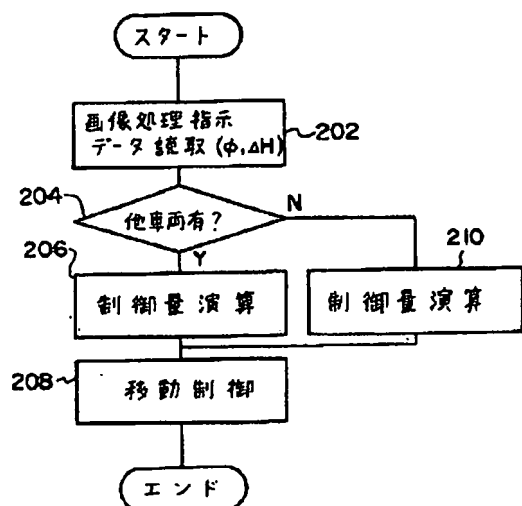 スタート
画像処理指示
データ読取(φ,ΔH)
202
204
他車両有?
N
Y
206
制御量演算
210
制御量演算
208
移動制御
エンド